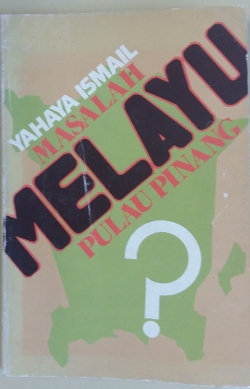 YAHAYA ISMAIL
MASALAH
MELAYU
PULAU PINANG
?